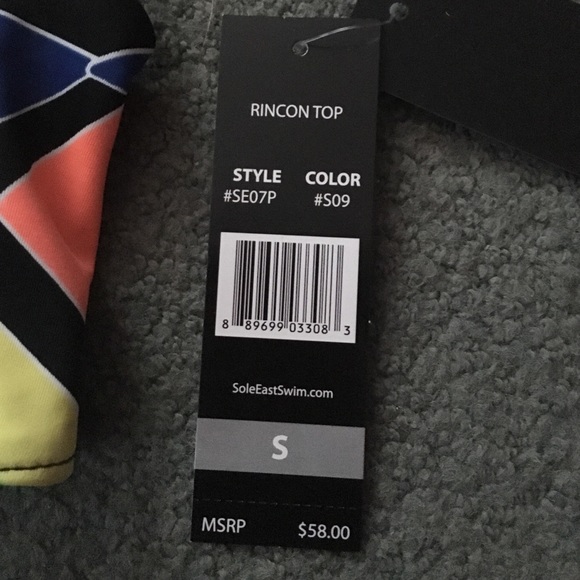 RINCON TOP
STYLE COLOR
#SE07P #S09
8 89699 03308 3
SoleEastSwim.com
S
MSRP $58.00